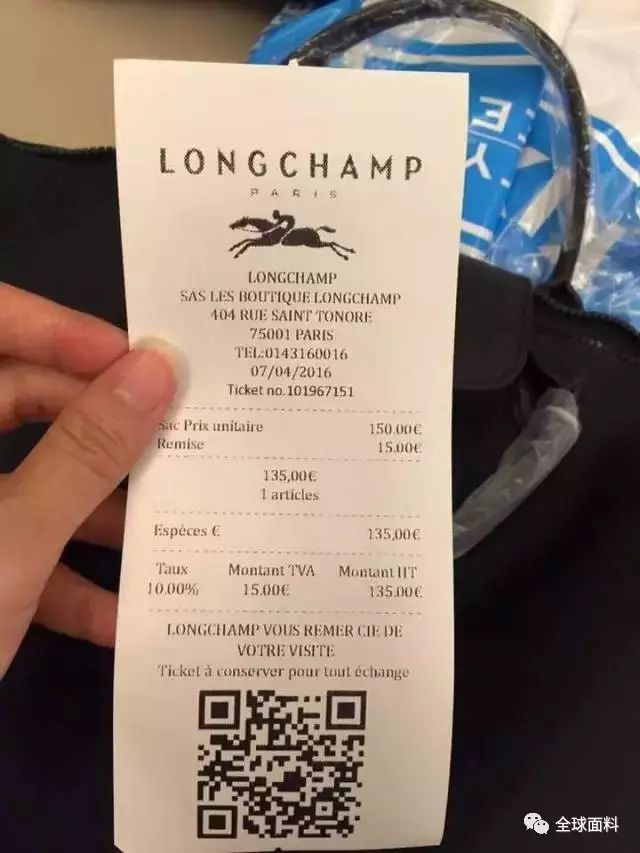 LONGCHAMP
PARIS
LONGCHAMP
SAS LES BOUTIQUE LONGCHAMP
404 RUE SAINT TONORE
75001 PARIS
TEL:0143160016
07/04/2016
Ticket no.101967151
Sac Prix unitaire 150.00€
Remise 15.00€
135,00€
1 articles
Espèces € 135,00€
Taux Montant TVA Montant HT
10.00% 15.00€ 135.00€
LONGCHAMP VOUS REMER CIE DE
VOTRE VISITE
Ticket à conserver pour tout échange
YE
全球面料